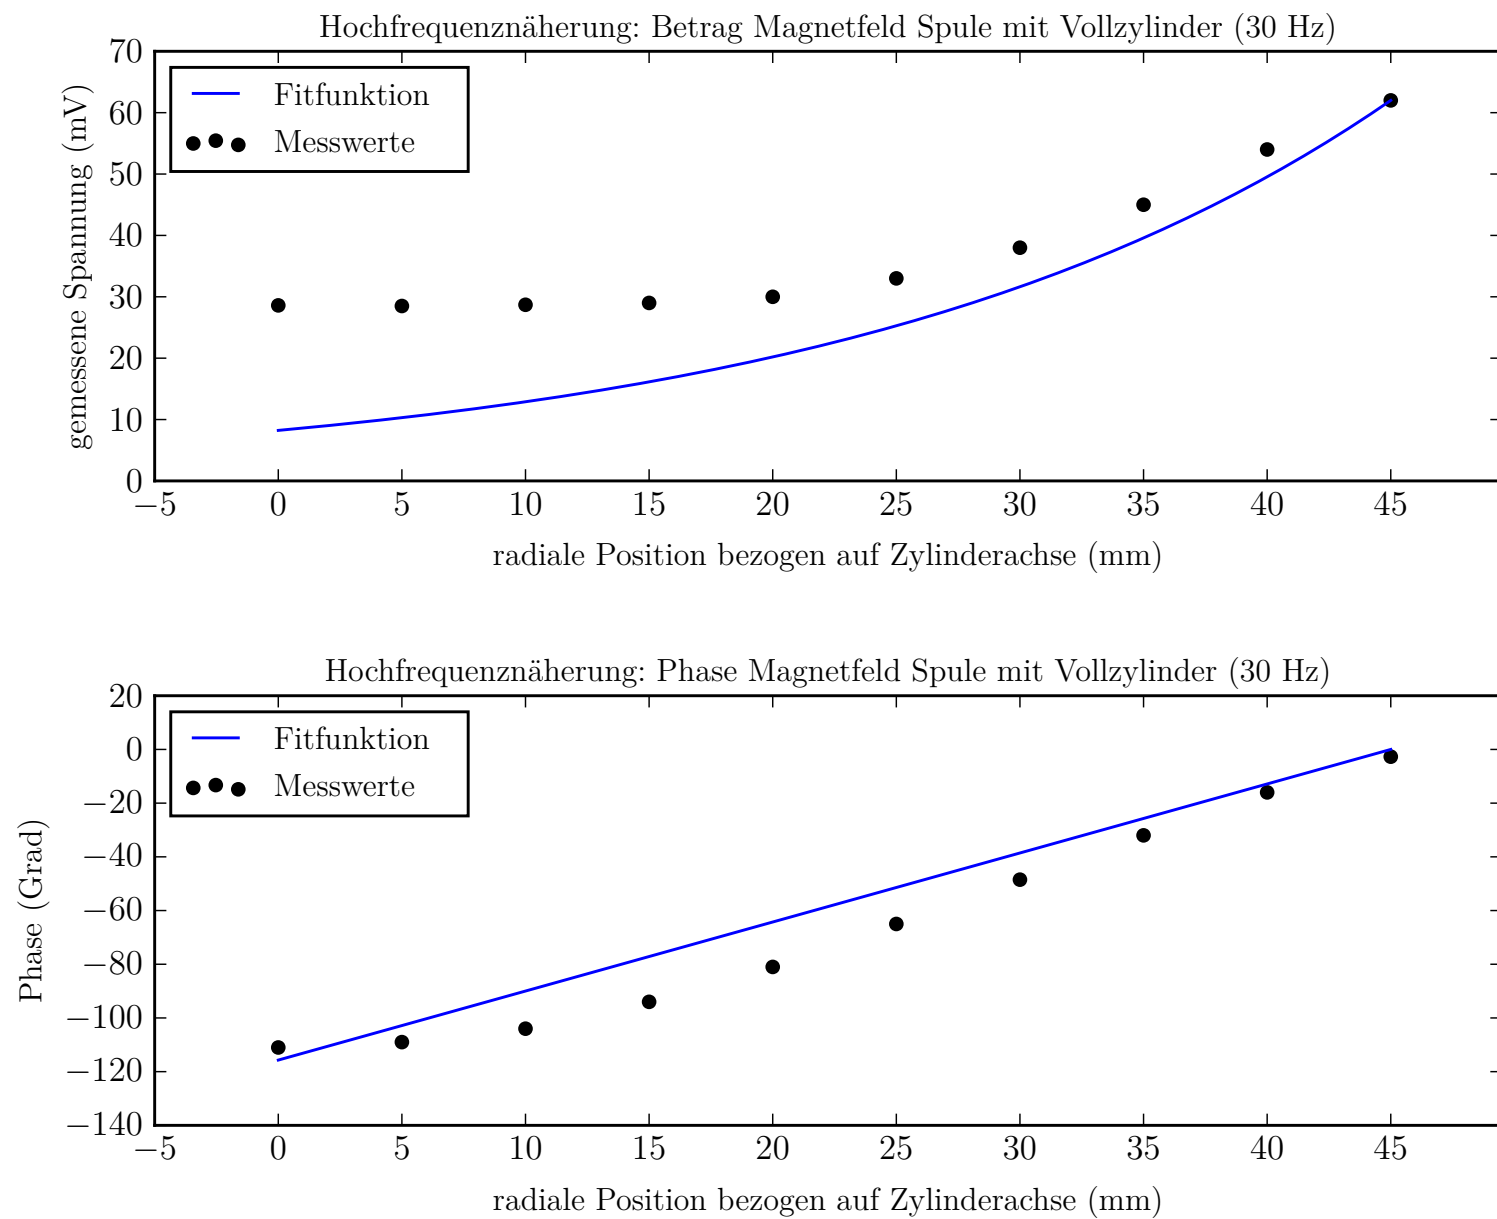 Hochfrequenznäherung: Betrag Magnetfeld Spule mit Vollzylinder (30 Hz)
70
60
50
40
30
20
10
0
gemessene Spannung (mV)
Fitfunktion
Messwerte
−5 0 5 10 15 20 25 30 35 40 45
radiale Position bezogen auf Zylinderachse (mm)
Hochfrequenznäherung: Phase Magnetfeld Spule mit Vollzylinder (30 Hz)
20
0
−20
−40
−60
−80
−100
−120
−140
Phase (Grad)
Fitfunktion
Messwerte
−5 0 5 10 15 20 25 30 35 40 45
radiale Position bezogen auf Zylinderachse (mm)